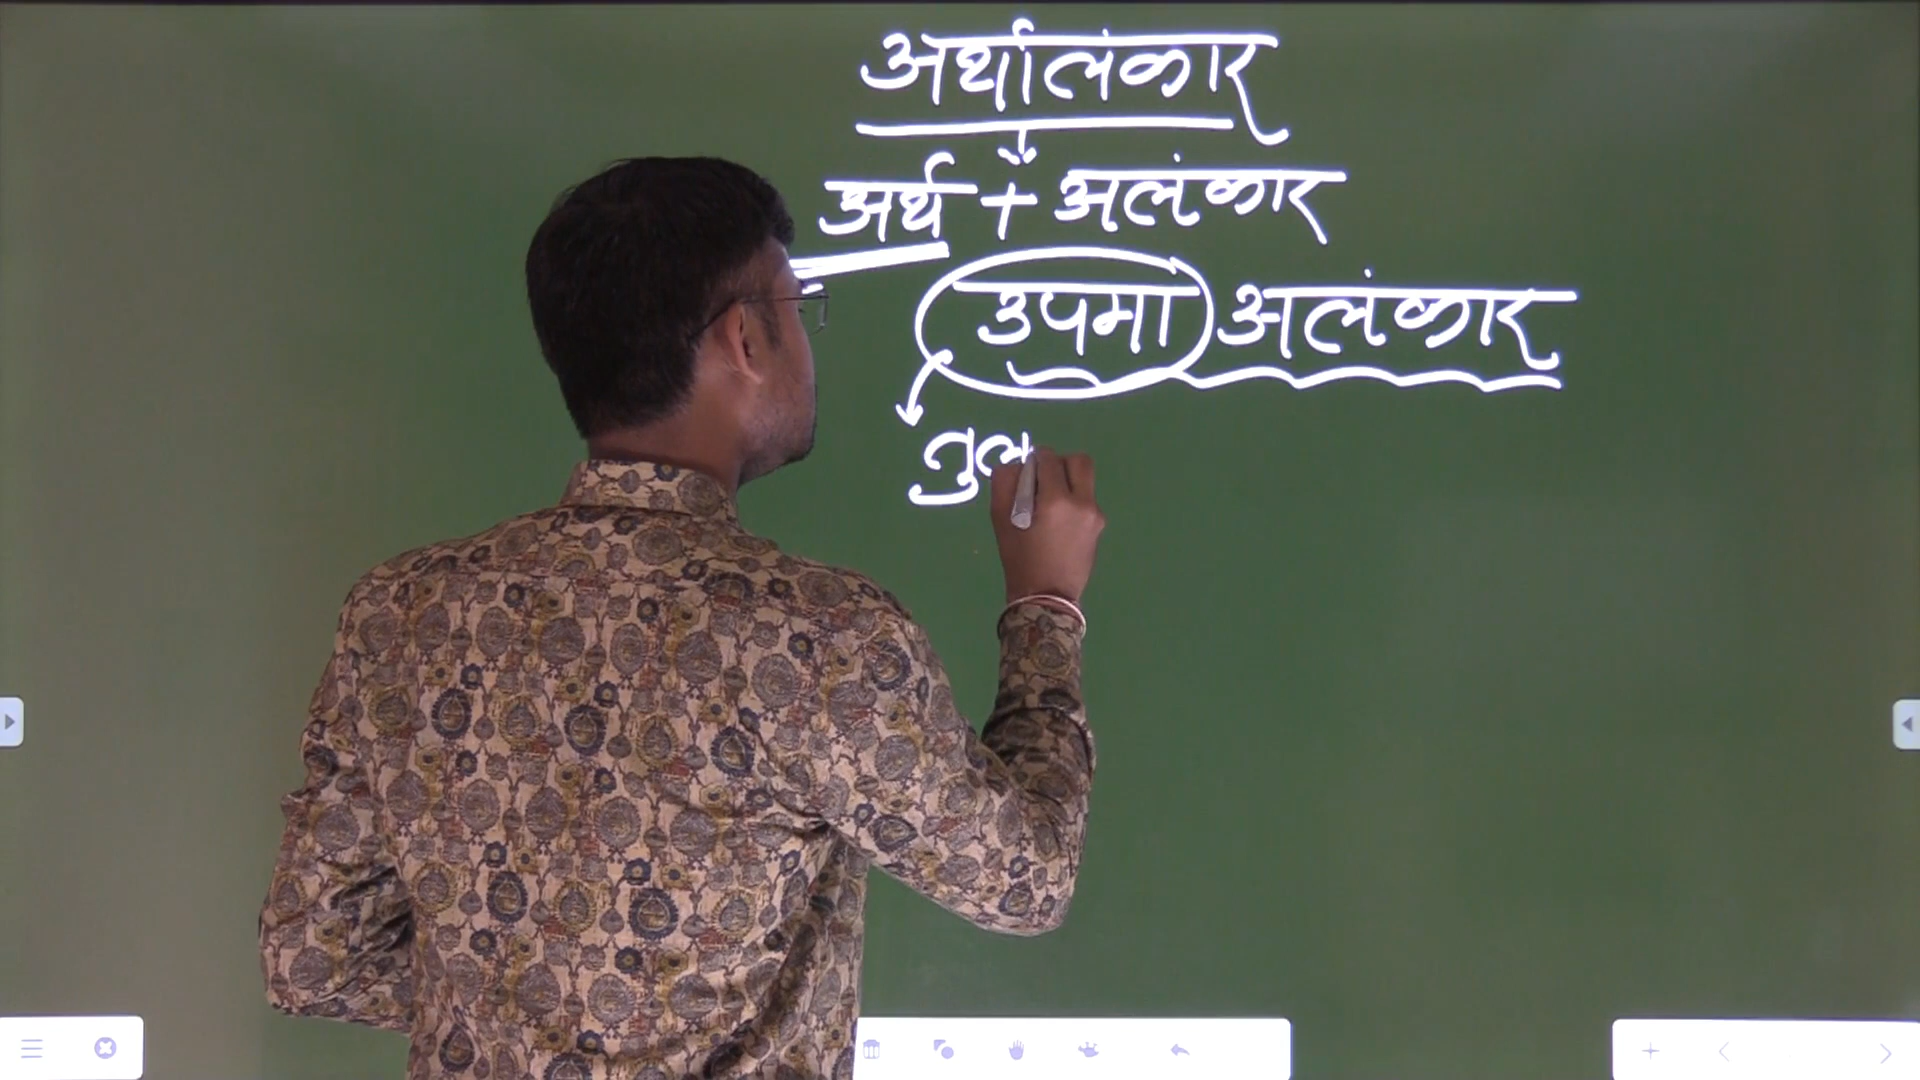 अर्थालंकार
अर्थ + अलंकार
उपमा अलंकार
तुल